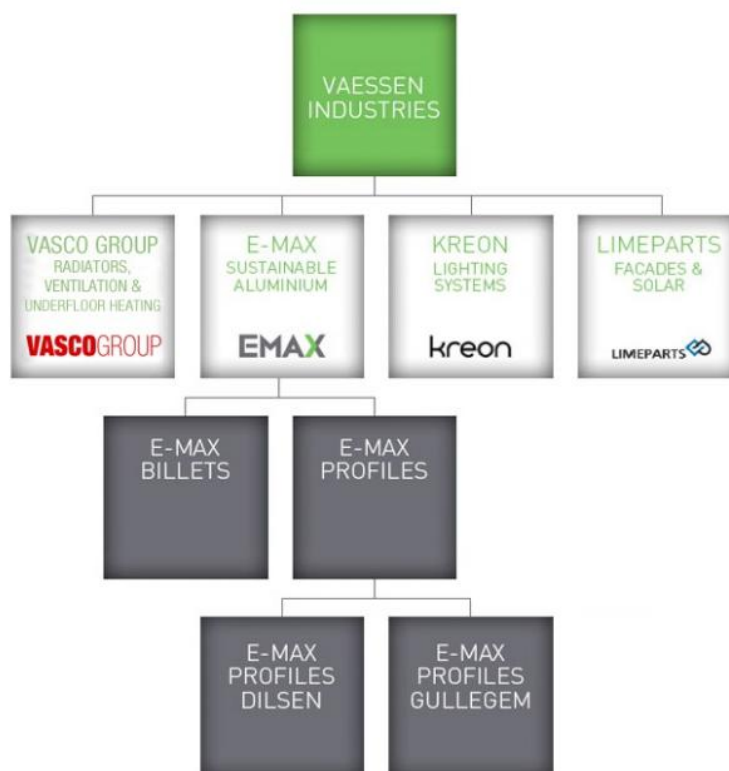 VAESSEN
INDUSTRIES
VASCO GROUP
RADIATORS,
VENTILATION &
UNDERFLOOR HEATING
VASCOGROUP
E-MAX
SUSTAINABLE
ALUMINIUM
EMAX
KREON
LIGHTING
SYSTEMS
kreon
LIMEPARTS
FACADES &
SOLAR
LIMEPARTS
E-MAX
BILLETS
E-MAX
PROFILES
E-MAX
PROFILES
DILSEN
E-MAX
PROFILES
GULLEGEM